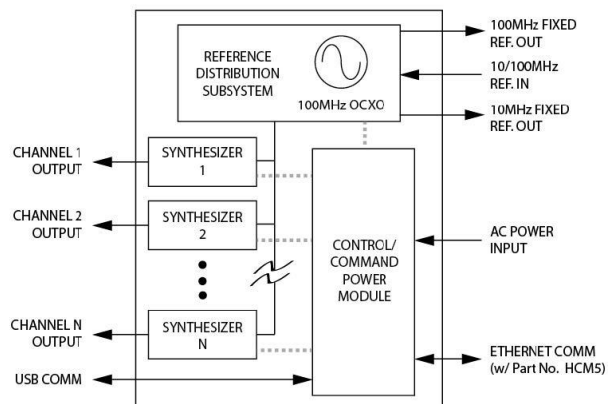 100MHz FIXED
REF. OUT
REFERENCE
DISTRIBUTION
SUBSYSTEM
10/100MHz
REF. IN
100MHz OCXO
10MHz FIXED
REF. OUT
CHANNEL 1
OUTPUT
SYNTHESIZER
1
CHANNEL 2
OUTPUT
SYNTHESIZER
2
CONTROL/
COMMAND
POWER
MODULE
AC POWER
INPUT
CHANNEL N
OUTPUT
SYNTHESIZER
N
ETHERNET COMM
(w/ Part No. HCM5)
USB COMM